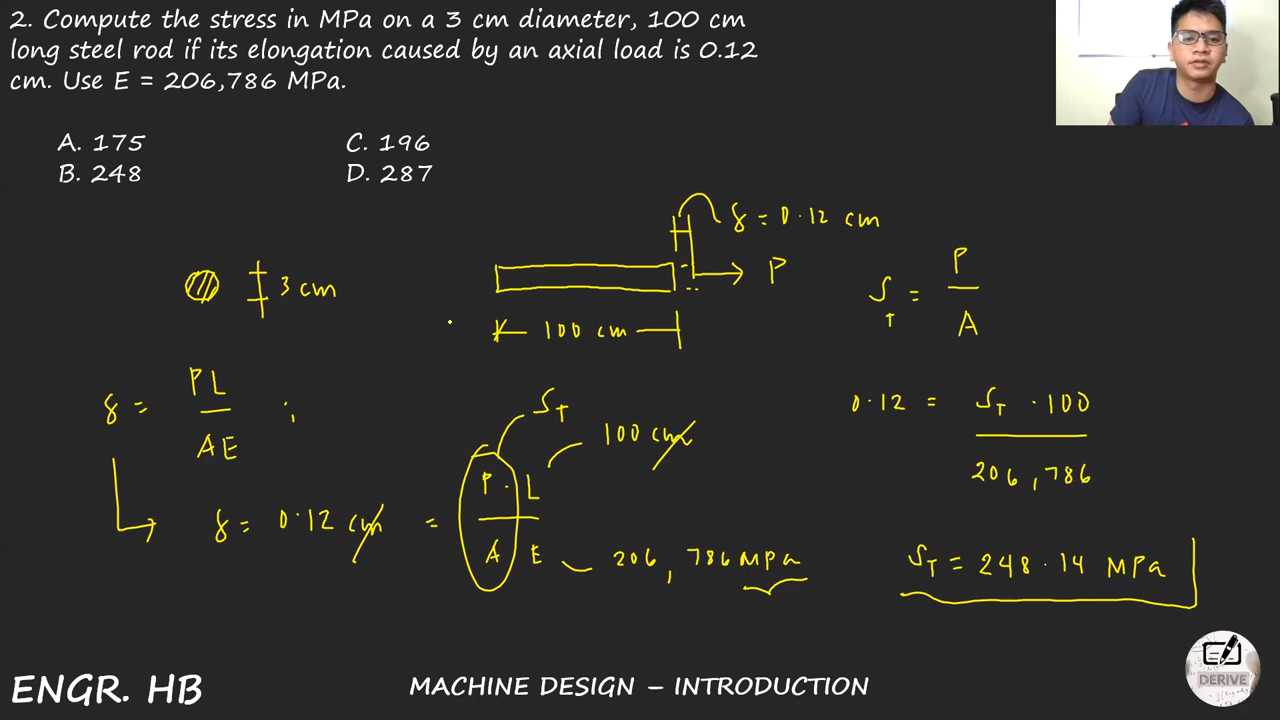 2. Compute the stress in MPa on a 3 cm diameter, 100 cm
long steel rod if its elongation caused by an axial load is 0.12
cm. Use E = 206,786 MPa.
A. 175
C. 196
B. 248
D. 287
δ = 0.12 cm
P
3 cm
100 cm
S_T = P / A
δ = PL / AE ;
S_T
100 cm
0.12 = S_T · 100 / 206,786
δ = 0.12 cm = P · L / A E
206,786 MPa
S_T = 248.14 MPa
ENGR. HB
MACHINE DESIGN – INTRODUCTION
DERIVE